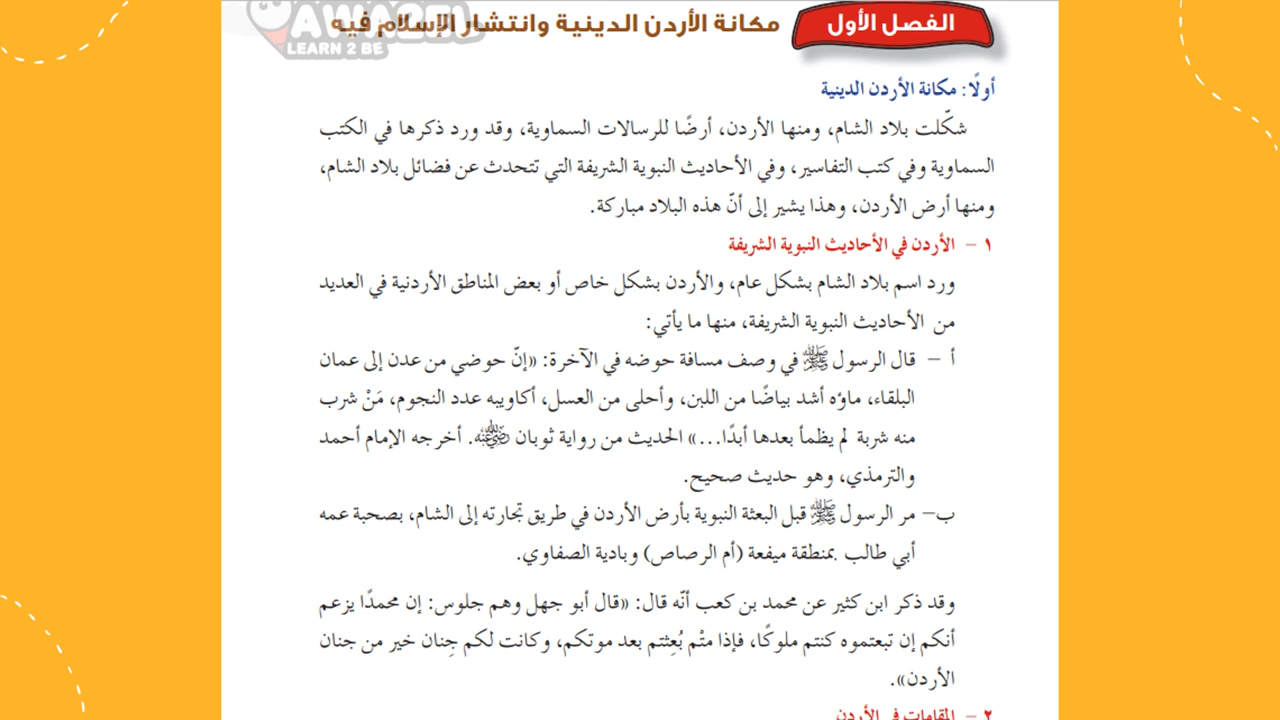 الفصل الأول
مكانة الأردن الدينية وانتشار الإسلام فيه
AWAZEL
LEARN 2 BE
أولًا: مكانة الأردن الدينية
شكّلت بلاد الشام، ومنها الأردن، أرضًا للرسالات السماوية، وقد ورد ذكرها في الكتب
السماوية وفي كتب التفاسير، وفي الأحاديث النبوية الشريفة التي تتحدث عن فضائل بلاد الشام،
ومنها أرض الأردن، وهذا يشير إلى أنّ هذه البلاد مباركة.
١ – الأردن في الأحاديث النبوية الشريفة
ورد اسم بلاد الشام بشكل عام، والأردن بشكل خاص أو بعض المناطق الأردنية في العديد
من الأحاديث النبوية الشريفة، منها ما يأتي:
أ – قال الرسول ﷺ في وصف مسافة حوضه في الآخرة: «إنّ حوضي من عدن إلى عمان
البلقاء، ماؤه أشد بياضًا من اللبن، وأحلى من العسل، أكاويبه عدد النجوم، مَنْ شرب
منه شربة لم يظمأ بعدها أبدًا...» الحديث من رواية ثوبان رضي الله عنه. أخرجه الإمام أحمد
والترمذي، وهو حديث صحيح.
ب– مر الرسول ﷺ قبل البعثة النبوية بأرض الأردن في طريق تجارته إلى الشام، بصحبة عمه
أبي طالب بمنطقة ميفعة (أم الرصاص) وبادية الصفاوي.
وقد ذكر ابن كثير عن محمد بن كعب أنّه قال: «قال أبو جهل وهم جلوس: إن محمدًا يزعم
أنكم إن تبعتموه كنتم ملوكًا، فإذا متْم بُعِثتم بعد موتكم، وكانت لكم جِنان خير من جنان
الأردن».
٢ – المقامات في الأردن